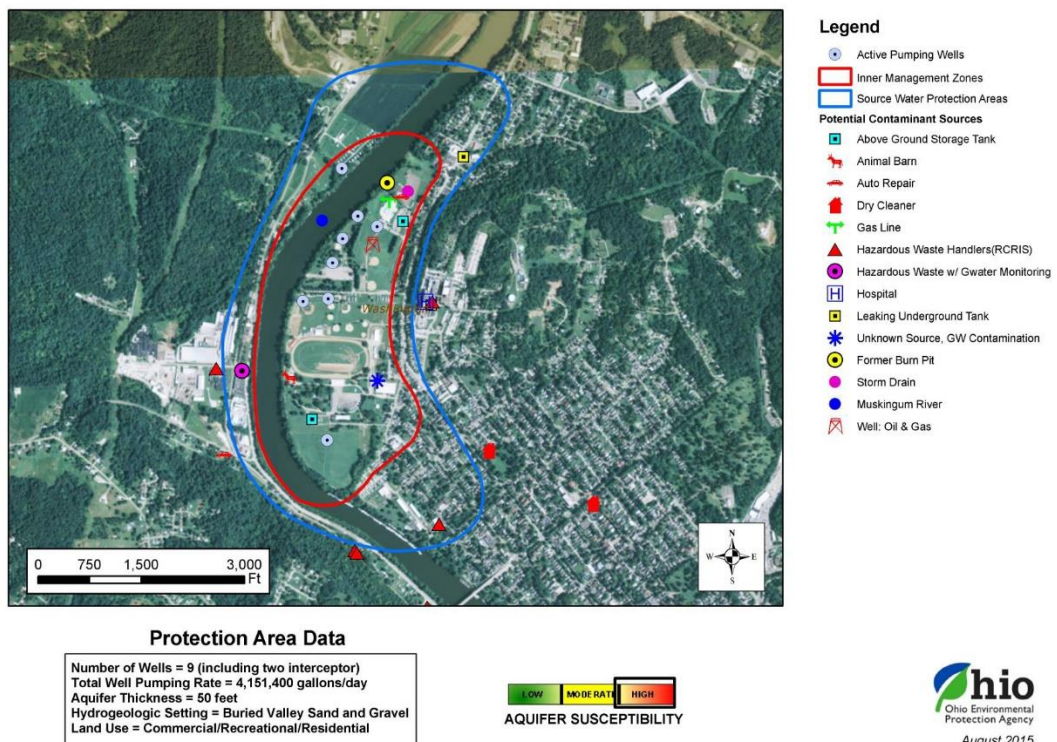 Legend
Active Pumping Wells
Inner Management Zones
Source Water Protection Areas
Potential Contaminant Sources
Above Ground Storage Tank
Animal Barn
Auto Repair
Dry Cleaner
Gas Line
Hazardous Waste Handlers(RCRIS)
Hazardous Waste w/ Gwater Monitoring
H Hospital
Leaking Underground Tank
Unknown Source, GW Contamination
Former Burn Pit
Storm Drain
Muskingum River
Well: Oil & Gas
H
N
W E
S
0 750 1,500 3,000
Ft
Protection Area Data
Number of Wells = 9 (including two interceptor)
Total Well Pumping Rate = 4,151,400 gallons/day
Aquifer Thickness = 50 feet
Hydrogeologic Setting = Buried Valley Sand and Gravel
Land Use = Commercial/Recreational/Residential
LOW MODERATE HIGH
AQUIFER SUSCEPTIBILITY
Ohio
Ohio Environmental
Protection Agency
August 2015